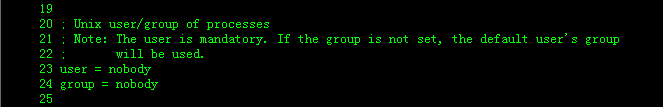 19
20 ; Unix user/group of processes
21 ; Note: The user is mandatory. If the group is not set, the default user's group
22 ;       will be used.
23 user = nobody
24 group = nobody
25